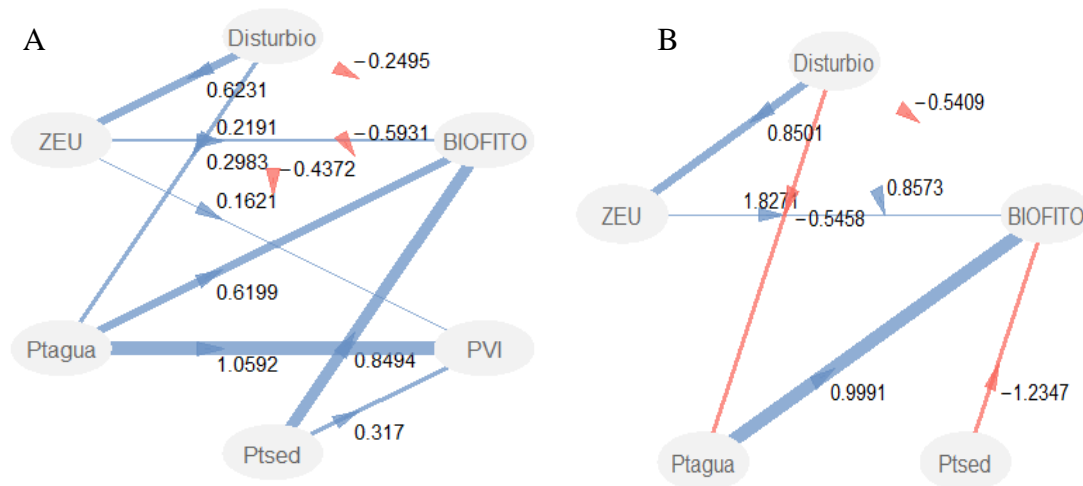 A
Disturbio
−0.2495
0.6231
ZEU
0.2191
−0.5931
BIOFITO
0.2983
−0.4372
0.1621
0.6199
Ptagua
1.0592
0.8494
PVI
0.317
Ptsed
B
Disturbio
−0.5409
0.8501
0.8573
ZEU
1.8271
−0.5458
BIOFITO
0.9991
−1.2347
Ptagua
Ptsed